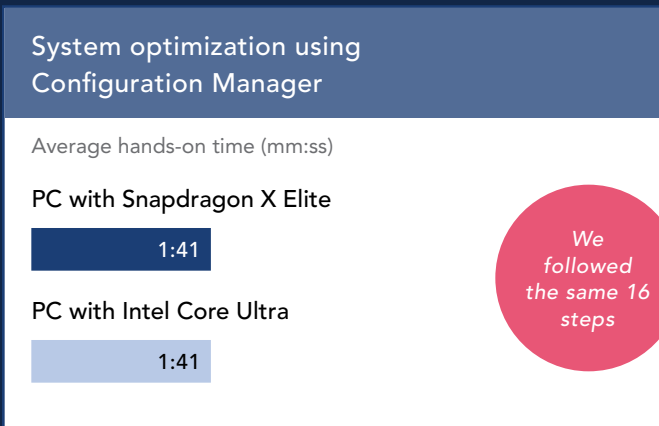 System optimization using
Configuration Manager
Average hands-on time (mm:ss)
PC with Snapdragon X Elite
1:41
PC with Intel Core Ultra
1:41
We
followed
the same 16
steps